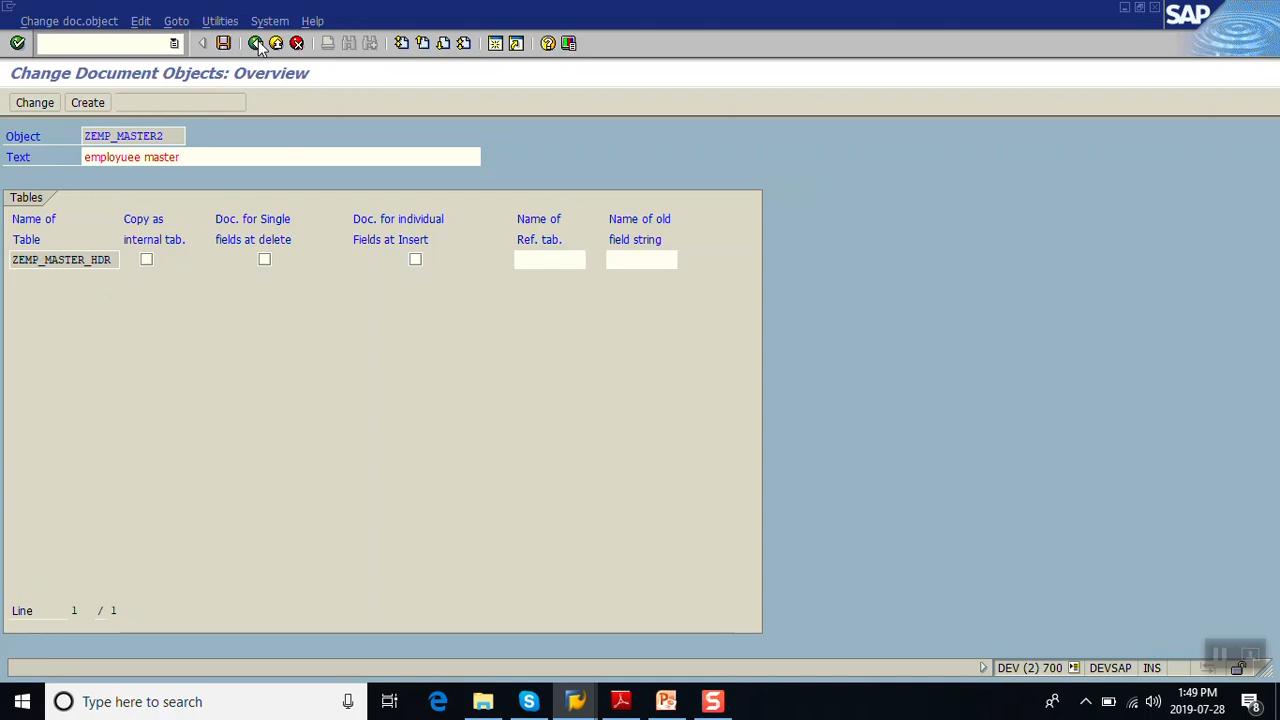 Change doc.object Edit Goto Utilities System Help
SAP
Change Document Objects: Overview
Change Create
Object ZEMP_MASTER2
Text employuee master
Tables
Name of Copy as Doc. for Single Doc. for individual Name of Name of old
Table internal tab. fields at delete Fields at Insert Ref. tab. field string
ZEMP_MASTER_HDR
Line 1 / 1
DEV (2) 700 DEVSAP INS
Type here to search
1:49 PM
2019-07-28
8